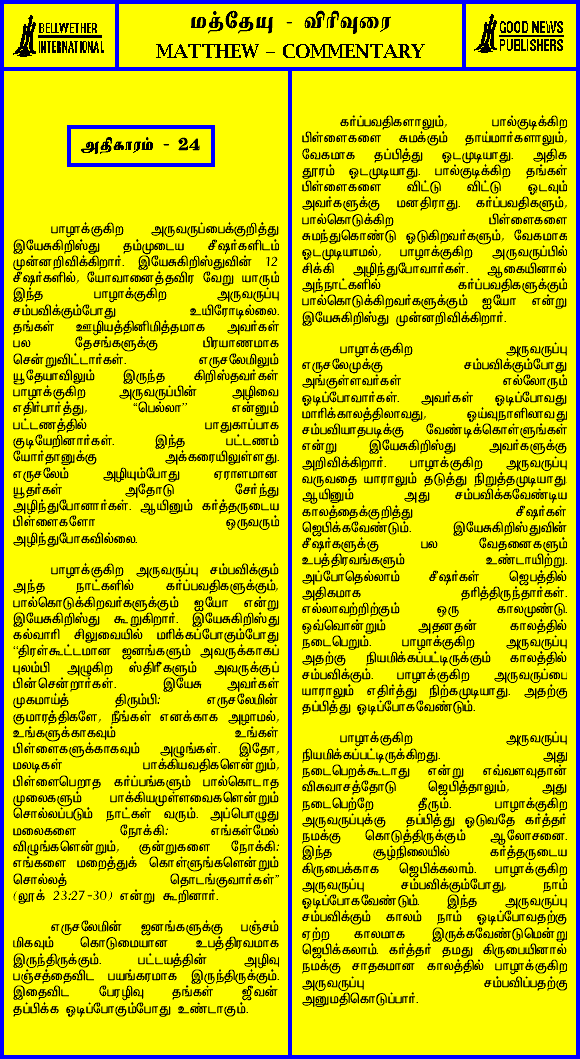 BELLWETHER
INTERNATIONAL
மத்தேயு - விரிவுரை
MATTHEW – COMMENTARY
GOOD NEWS
PUBLISHERS
அதிகாரம் - 24
பாழாக்குகிற அருவருப்பைக்குறித்து
இயேசுகிறிஸ்து தம்முடைய சீஷர்களிடம்
முன்னறிவிக்கிறார். இயேசுகிறிஸ்துவின் 12
சீஷர்களில், யோவானைத்தவிர வேறு யாரும்
இந்த பாழாக்குகிற அருவருப்பு
சம்பவிக்கும்போது உயிரோடில்லை.
தங்கள் ஊழியத்தினிமித்தமாக அவர்கள்
பல தேசங்களுக்கு பிரயாணமாக
சென்றுவிட்டார்கள். எருசலேமிலும்
யூதேயாவிலும் இருந்த கிறிஸ்தவர்கள்
பாழாக்குகிற அருவருப்பின் அழிவை
எதிர்பார்த்து, “பெல்லா” என்னும்
பட்டணத்தில் பாதுகாப்பாக
குடியேறினார்கள். இந்த பட்டணம்
யோர்தானுக்கு அக்கரையிலுள்ளது.
எருசலேம் அழியும்போது ஏராளமான
யூதர்கள் அதோடு சேர்ந்து
அழிந்துபோனார்கள். ஆயினும் கர்த்தருடைய
பிள்ளைகளோ ஒருவரும்
அழிந்துபோகவில்லை.
பாழாக்குகிற அருவருப்பு சம்பவிக்கும்
அந்த நாட்களில் கர்ப்பவதிகளுக்கும்,
பால்கொடுக்கிறவர்களுக்கும் ஐயோ என்று
இயேசுகிறிஸ்து கூறுகிறார். இயேசுகிறிஸ்து
கல்வாரி சிலுவையில் மரிக்கப்போகும்போது
“திரள்கூட்டமான ஜனங்களும் அவருக்காகப்
புலம்பி அழுகிற ஸ்திரீகளும் அவருக்குப்
பின்சென்றார்கள். இயேசு அவர்கள்
முகமாய்த் திரும்பி: எருசலேமின்
குமாரத்திகளே, நீங்கள் எனக்காக அழாமல்,
உங்களுக்காகவும் உங்கள்
பிள்ளைகளுக்காகவும் அழுங்கள். இதோ,
மலடிகள் பாக்கியவதிகளென்றும்,
பிள்ளைபெறாத கர்ப்பங்களும் பால்கொடாத
முலைகளும் பாக்கியமுள்ளவைகளென்றும்
சொல்லப்படும் நாட்கள் வரும். அப்பொழுது
மலைகளை நோக்கி: எங்கள்மேல்
விழுங்களென்றும், குன்றுகளை நோக்கி:
எங்களை மறைத்துக் கொள்ளுங்களென்றும்
சொல்லத் தொடங்குவார்கள்”
(லூக் 23:27-30) என்று கூறினார்.
எருசலேமின் ஜனங்களுக்கு பஞ்சம்
மிகவும் கொடுமையான உபத்திரவமாக
இருந்திருக்கும். பட்டயத்தின் அழிவு
பஞ்சத்தைவிட பயங்கரமாக இருந்திருக்கும்.
இதைவிட பேரழிவு தங்கள் ஜீவன்
தப்பிக்க ஓடிப்போகும்போது உண்டாகும்.
கர்ப்பவதிகளாலும், பால்குடிக்கிற
பிள்ளைகளை சுமக்கும் தாய்மார்களாலும்,
வேகமாக தப்பித்து ஓடமுடியாது. அதிக
தூரம் ஓடமுடியாது. பால்குடிக்கிற தங்கள்
பிள்ளைகளை விட்டு விட்டு ஓடவும்
அவர்களுக்கு மனதிராது. கர்ப்பவதிகளும்,
பால்கொடுக்கிற பிள்ளைகளை
சுமந்துகொண்டு ஓடுகிறவர்களும், வேகமாக
ஓடமுடியாமல், பாழாக்குகிற அருவருப்பில்
சிக்கி அழிந்துபோவார்கள். ஆகையினால்
அந்நாட்களில் கர்ப்பவதிகளுக்கும்
பால்கொடுக்கிறவர்களுக்கும் ஐயோ என்று
இயேசுகிறிஸ்து முன்னறிவிக்கிறார்.
பாழாக்குகிற அருவருப்பு
எருசலேமுக்கு சம்பவிக்கும்போது
அங்குள்ளவர்கள் எல்லோரும்
ஓடிப்போவார்கள். அவர்கள் ஓடிப்போவது
மாரிக்காலத்திலாவது, ஓய்வுநாளிலாவது
சம்பவியாதபடிக்கு வேண்டிக்கொள்ளுங்கள்
என்று இயேசுகிறிஸ்து அவர்களுக்கு
அறிவிக்கிறார். பாழாக்குகிற அருவருப்பு
வருவதை யாராலும் தடுத்து நிறுத்தமுடியாது.
ஆயினும் அது சம்பவிக்கவேண்டிய
காலத்தைக்குறித்து சீஷர்கள்
ஜெபிக்கவேண்டும். இயேசுகிறிஸ்துவின்
சீஷர்களுக்கு பல வேதனைகளும்
உபத்திரவங்களும் உண்டாயிற்று.
அப்போதெல்லாம் சீஷர்கள் ஜெபத்தில்
அதிகமாக தரித்திருந்தார்கள்.
எல்லாவற்றிற்கும் ஒரு காலமுண்டு.
ஒவ்வொன்றும் அதனதன் காலத்தில்
நடைபெறும். பாழாக்குகிற அருவருப்பு
அதற்கு நியமிக்கப்பட்டிருக்கும் காலத்தில்
சம்பவிக்கும். பாழாக்குகிற அருவருப்பை
யாராலும் எதிர்த்து நிற்கமுடியாது. அதற்கு
தப்பித்து ஓடிப்போகவேண்டும்.
பாழாக்குகிற அருவருப்பு
நியமிக்கப்பட்டிருக்கிறது. அது
நடைபெறக்கூடாது என்று எவ்வளவுதான்
விசுவாசத்தோடு ஜெபித்தாலும், அது
நடைபெற்றே தீரும். பாழாக்குகிற
அருவருப்புக்கு தப்பித்து ஓடுவதே கர்த்தர்
நமக்கு கொடுத்திருக்கும் ஆலோசனை.
இந்த சூழ்நிலையில் கர்த்தருடைய
கிருபைக்காக ஜெபிக்கலாம். பாழாக்குகிற
அருவருப்பு சம்பவிக்கும்போது, நாம்
ஓடிப்போகவேண்டும். இந்த அருவருப்பு
சம்பவிக்கும் காலம் நாம் ஓடிப்போவதற்கு
ஏற்ற காலமாக இருக்கவேண்டுமென்று
ஜெபிக்கலாம். கர்த்தர் தமது கிருபையினால்
நமக்கு சாதகமான காலத்தில் பாழாக்குகிற
அருவருப்பு சம்பவிப்பதற்கு
அனுமதிகொடுப்பார்.